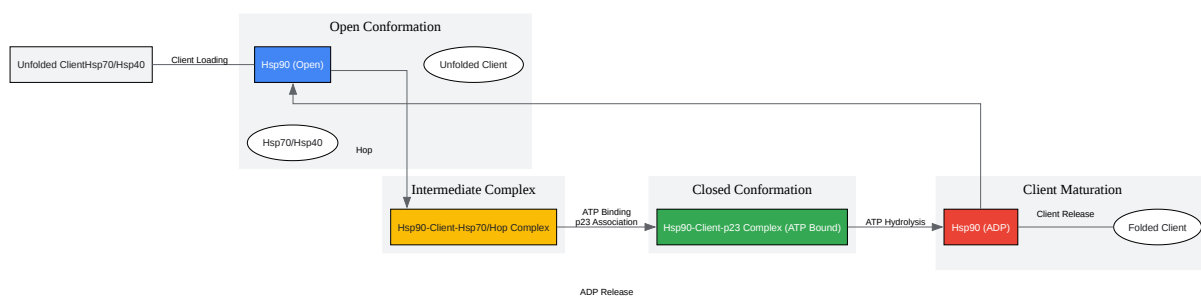 Open Conformation
Unfolded ClientHsp70/Hsp40
Client Loading
Hsp90 (Open)
Unfolded Client
Hsp70/Hsp40
Hop
Intermediate Complex
Hsp90-Client-Hsp70/Hop Complex
ATP Binding
p23 Association
Closed Conformation
Hsp90-Client-p23 Complex (ATP Bound)
ATP Hydrolysis
Client Maturation
Hsp90 (ADP)
Client Release
Folded Client
ADP Release